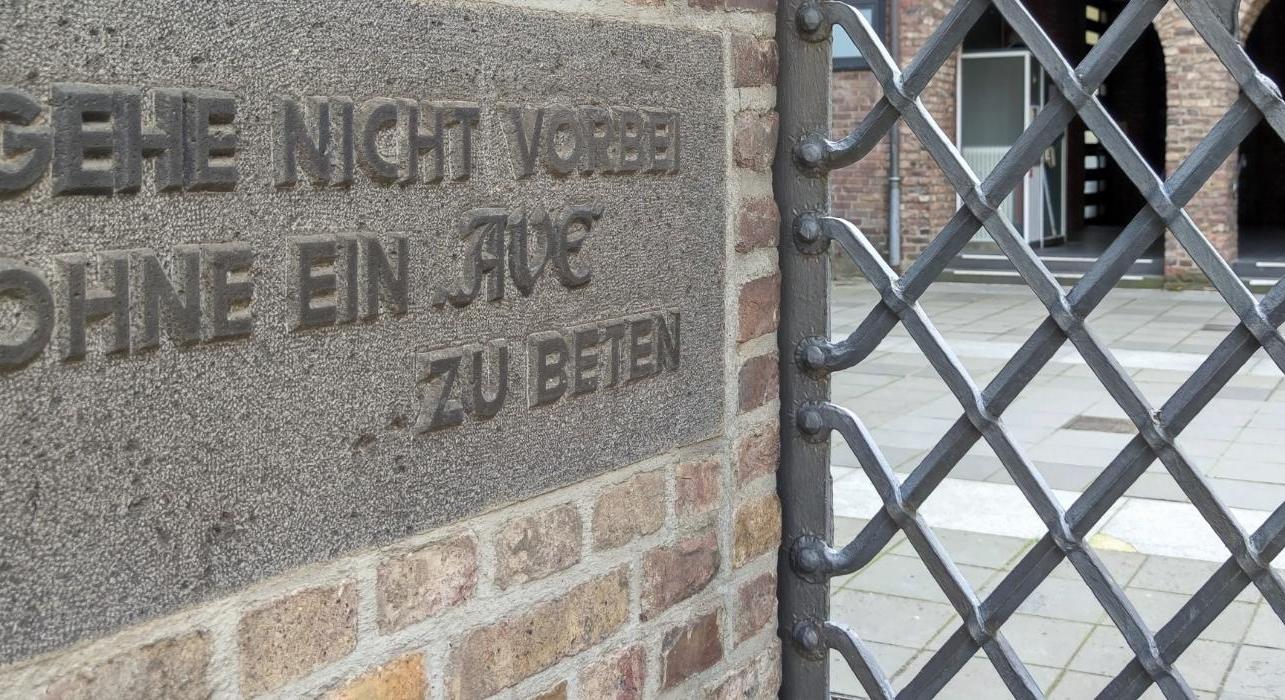 GEHE NICHT VORBEI
OHNE EIN AVE
ZU BETEN